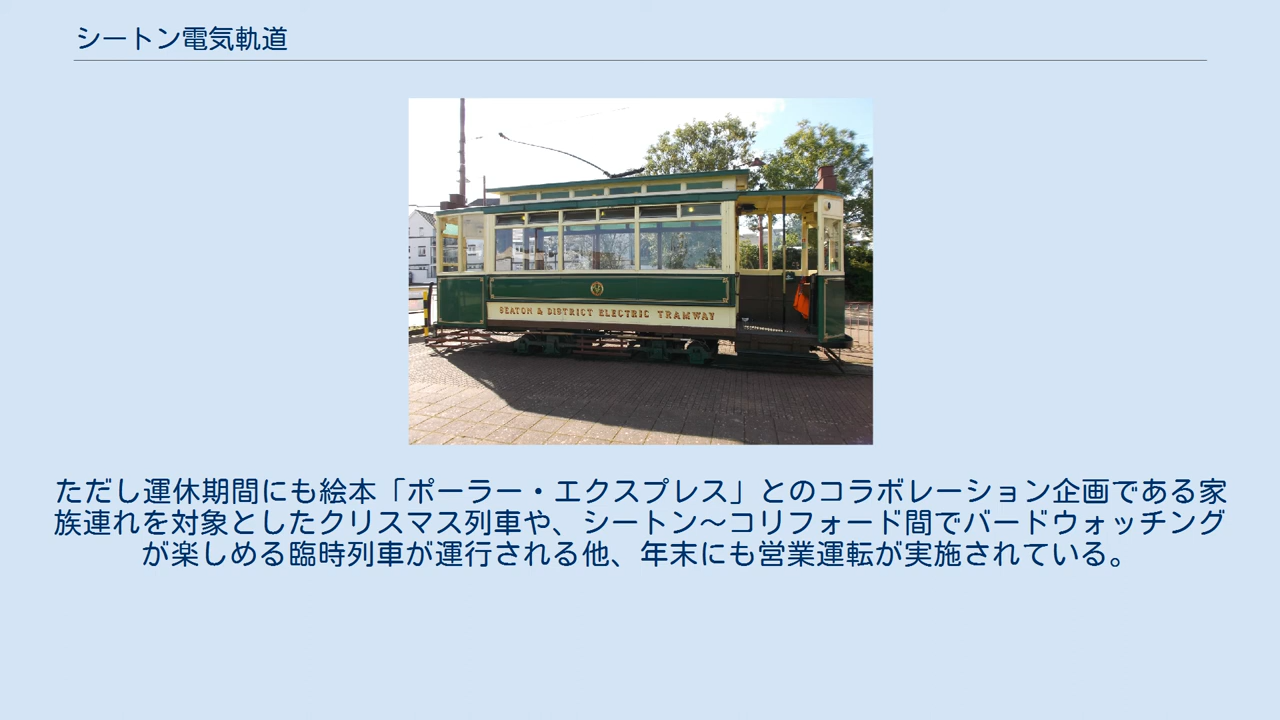 シートン電気軌道
SEATON & DISTRICT ELECTRIC TRAMWAY
ただし運休期間にも絵本「ポーラー・エクスプレス」とのコラボレーション企画である家
族連れを対象としたクリスマス列車や、シートン～コリフォード間でバードウォッチング
が楽しめる臨時列車が運行される他、年末にも営業運転が実施されている。